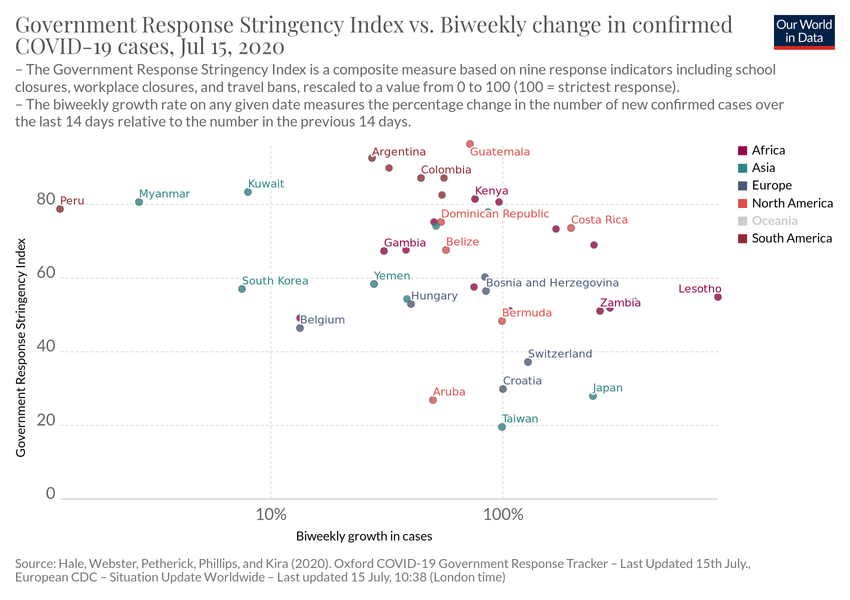 Government Response Stringency Index vs. Biweekly change in confirmed
COVID-19 cases, Jul 15, 2020
Our World
in Data
– The Government Response Stringency Index is a composite measure based on nine response indicators including school
closures, workplace closures, and travel bans, rescaled to a value from 0 to 100 (100 = strictest response).
– The biweekly growth rate on any given date measures the percentage change in the number of new confirmed cases over
the last 14 days relative to the number in the previous 14 days.
Africa
Asia
Europe
North America
Oceania
South America
Government Response Stringency Index
80
60
40
20
0
Argentina
Guatemala
Colombia
Kuwait
Myanmar
Peru
Kenya
Dominican Republic
Costa Rica
Gambia
Belize
South Korea
Yemen
Bosnia and Herzegovina
Lesotho
Hungary
Zambia
Belgium
Bermuda
Switzerland
Croatia
Japan
Aruba
Taiwan
10%
100%
Biweekly growth in cases
Source: Hale, Webster, Petherick, Phillips, and Kira (2020). Oxford COVID-19 Government Response Tracker – Last Updated 15th July.,
European CDC – Situation Update Worldwide – Last updated 15 July, 10:38 (London time)